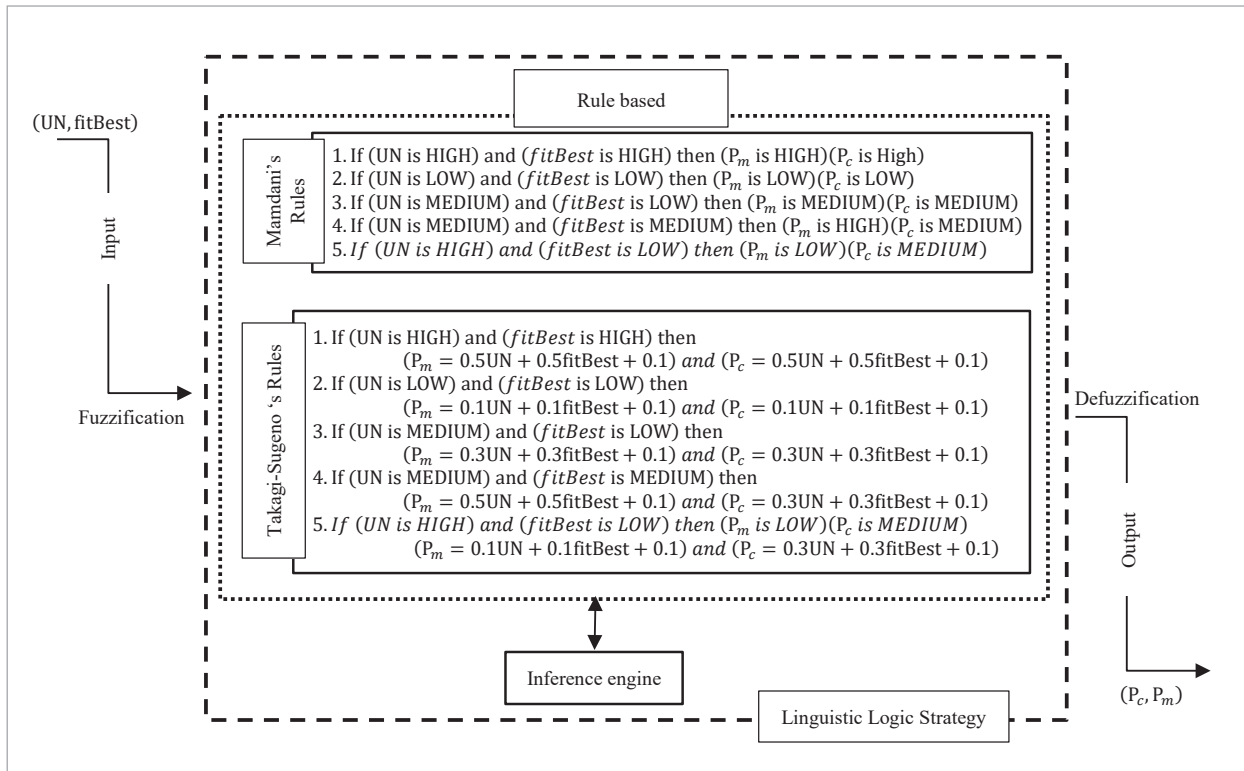 Rule based
(UN, fitBest)
Input
Fuzzification
Mamdani's
Rules
1. If (UN is HIGH) and (fitBest is HIGH) then (Pₘ is HIGH)(P𝑐 is High)
2. If (UN is LOW) and (fitBest is LOW) then (Pₘ is LOW)(P𝑐 is LOW)
3. If (UN is MEDIUM) and (fitBest is LOW) then (Pₘ is MEDIUM)(P𝑐 is MEDIUM)
4. If (UN is MEDIUM) and (fitBest is MEDIUM) then (Pₘ is HIGH)(P𝑐 is MEDIUM)
5. If (UN is HIGH) and (fitBest is LOW) then (Pₘ is LOW)(P𝑐 is MEDIUM)
Takagi-Sugeno 's Rules
1. If (UN is HIGH) and (fitBest is HIGH) then
(Pₘ = 0.5UN + 0.5fitBest + 0.1) and (P𝑐 = 0.5UN + 0.5fitBest + 0.1)
2. If (UN is LOW) and (fitBest is LOW) then
(Pₘ = 0.1UN + 0.1fitBest + 0.1) and (P𝑐 = 0.1UN + 0.1fitBest + 0.1)
3. If (UN is MEDIUM) and (fitBest is LOW) then
(Pₘ = 0.3UN + 0.3fitBest + 0.1) and (P𝑐 = 0.3UN + 0.3fitBest + 0.1)
4. If (UN is MEDIUM) and (fitBest is MEDIUM) then
(Pₘ = 0.5UN + 0.5fitBest + 0.1) and (P𝑐 = 0.3UN + 0.3fitBest + 0.1)
5. If (UN is HIGH) and (fitBest is LOW) then (Pₘ is LOW)(P𝑐 is MEDIUM)
(Pₘ = 0.1UN + 0.1fitBest + 0.1) and (P𝑐 = 0.3UN + 0.3fitBest + 0.1)
Defuzzification
Output
(P𝑐, Pₘ)
Inference engine
Linguistic Logic Strategy